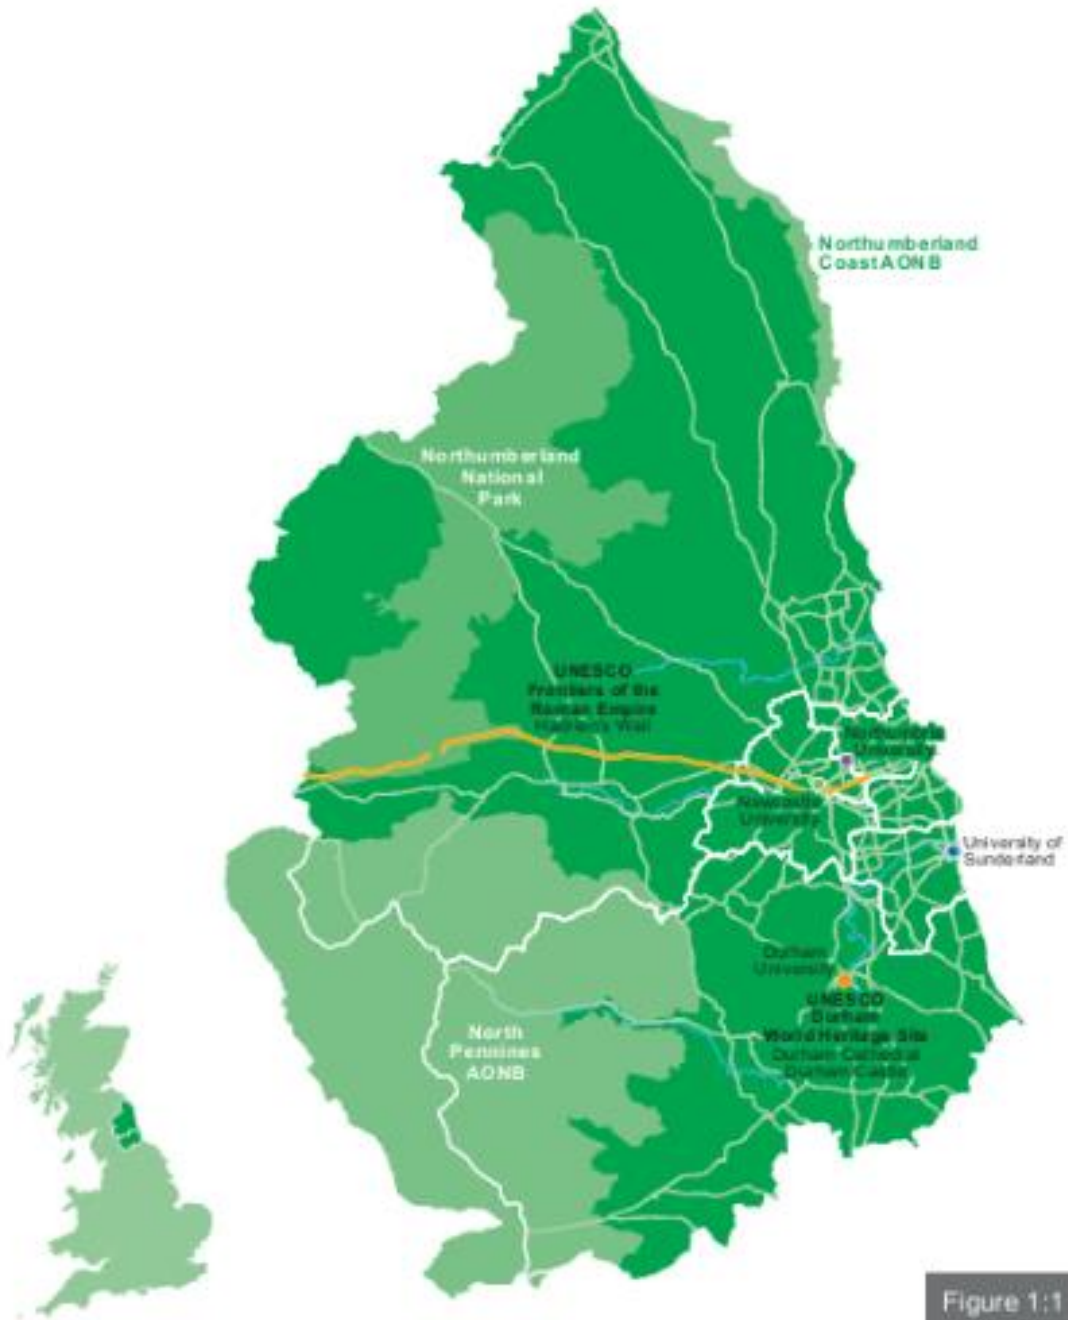 Northumberland
Coast AONB
Northumberland
National
Park
UNESCO
Frontiers of the
Roman Empire
Hadrian's Wall
Northumbria
University
Newcastle
University
University of
Sunderland
Durham
University
UNESCO
Durham
World Heritage Site
Durham Cathedral
Durham Castle
North
Pennines
AONB
Figure 1:1